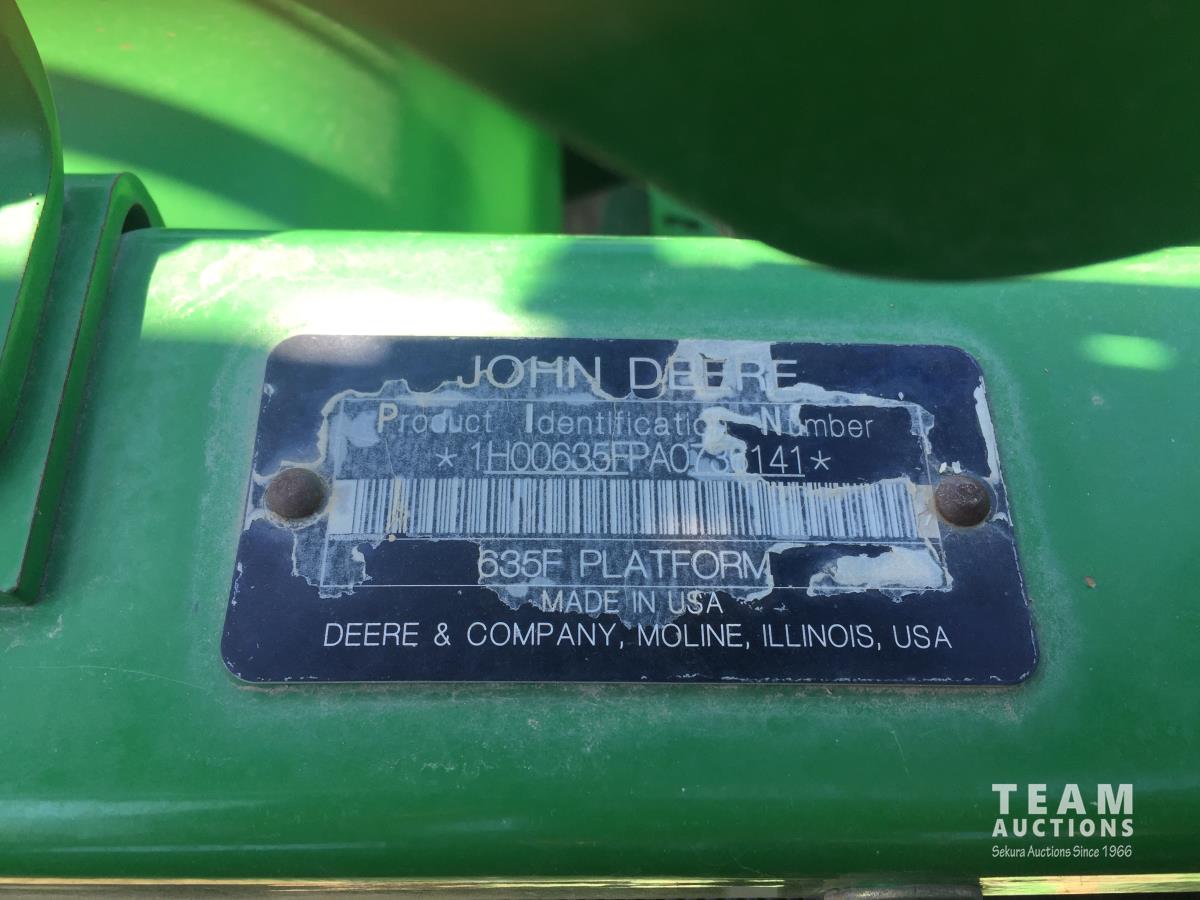 JOHN DEERE
Product Identification Number
635F PLATFORM
MADE IN USA
DEERE & COMPANY, MOLINE, ILLINOIS, USA
TEAM
AUCTIONS
Sekura Auctions Since 1966